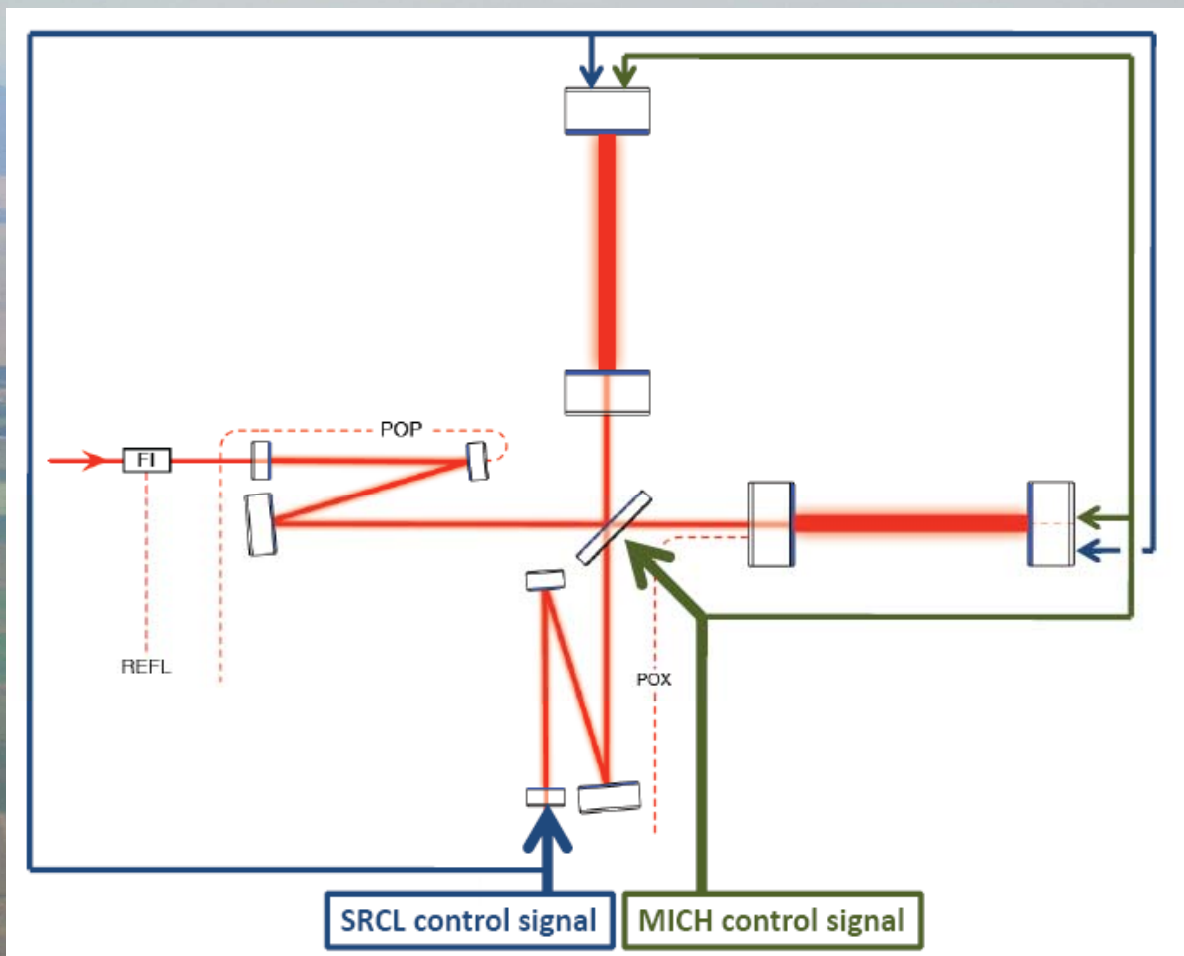 POP
FI
REFL
POX
SRCL control signal
MICH control signal